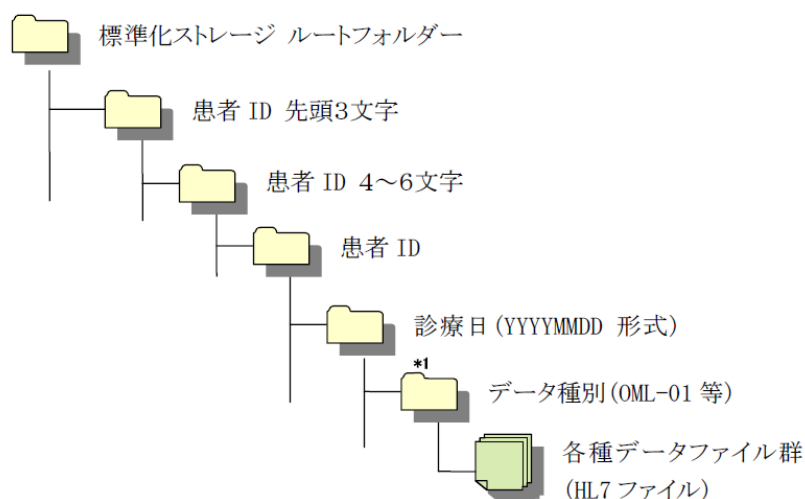 標準化ストレージ ルートフォルダー
患者 ID 先頭3文字
患者 ID 4～6文字
患者 ID
診療日(YYYYMMDD 形式)
*1
データ種別(OML-01 等)
各種データファイル群
(HL7 ファイル)